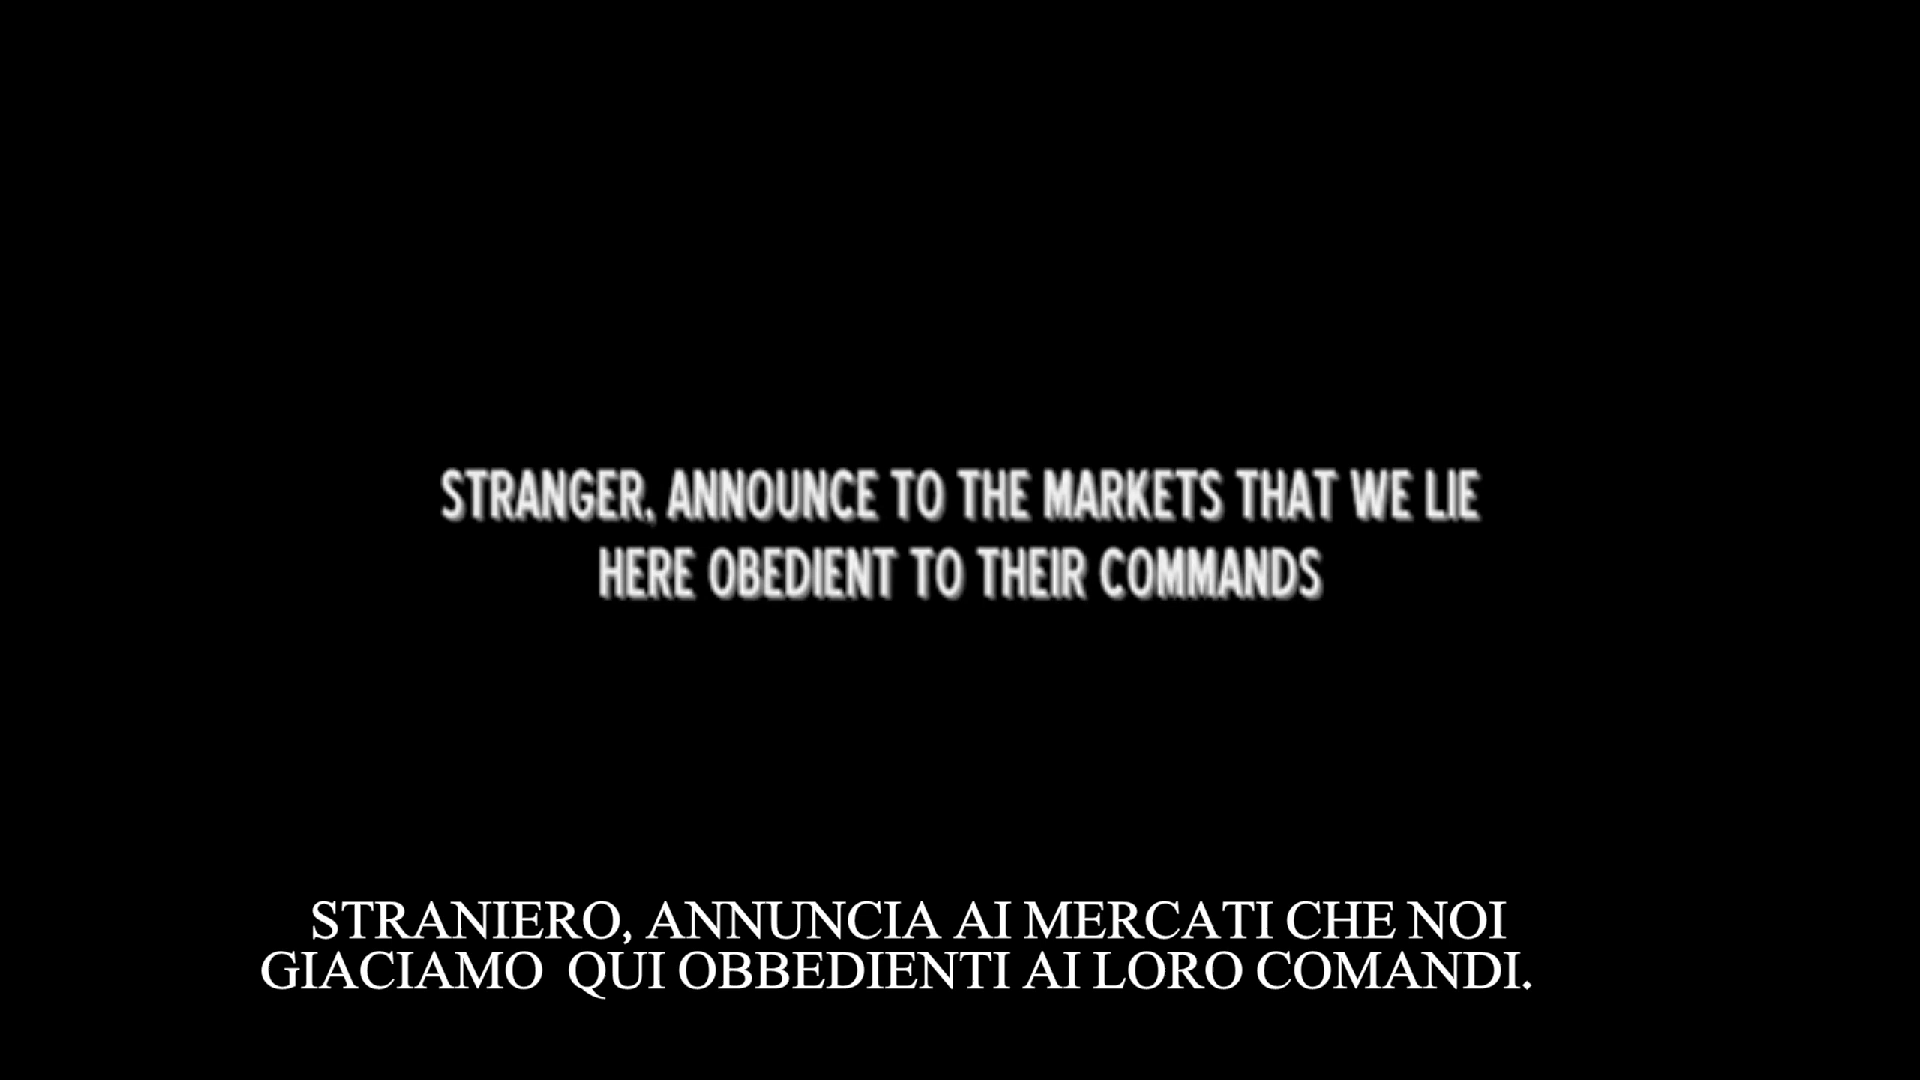 STRANGER, ANNOUNCE TO THE MARKETS THAT WE LIE
HERE OBEDIENT TO THEIR COMMANDS
STRANIERO, ANNUNCIA AI MERCATI CHE NOI
GIACIAMO  QUI OBBEDIENTI AI LORO COMANDI.